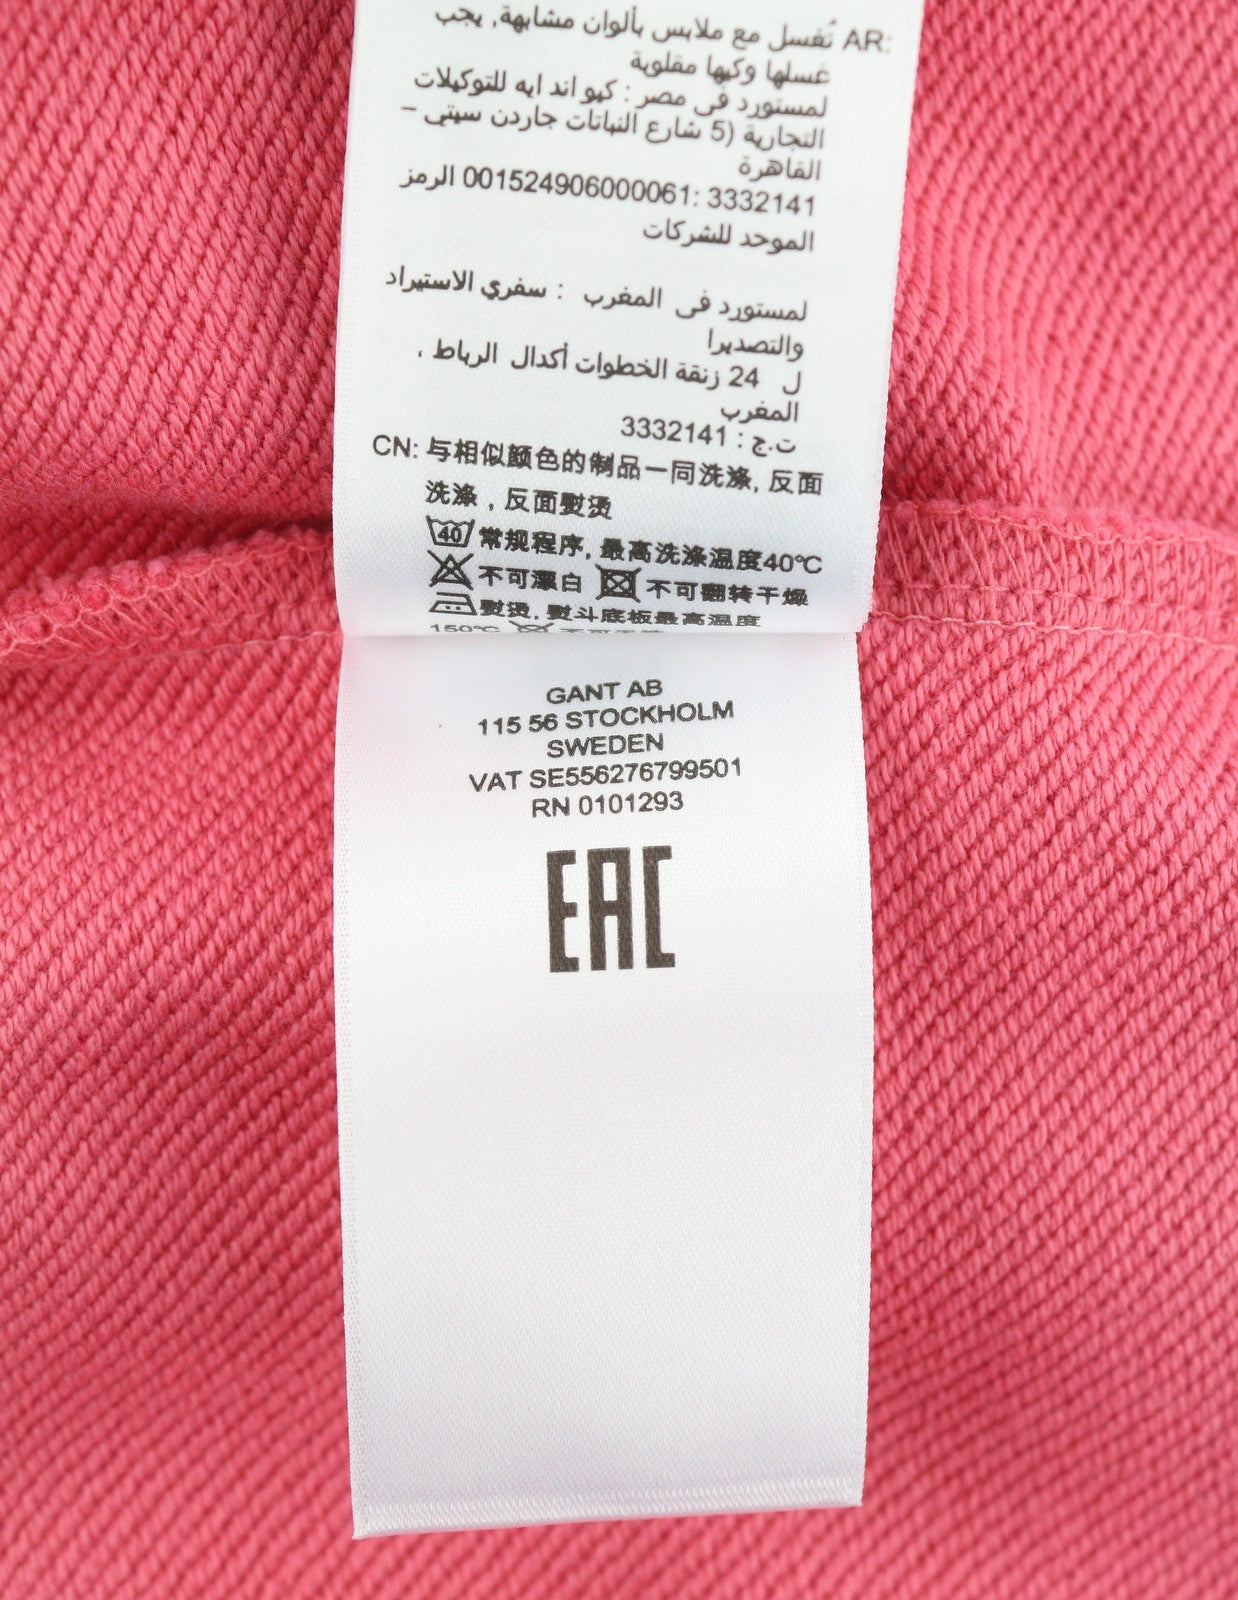 AR: تُغسل مع ملابس بألوان مشابهة, يجب
غسلها وكيها مقلوبة
لمستورد فى مصر : كيو اند ايه للتوكيلات
التجارية (5 شارع النباتات جاردن سيتي –
القاهرة
3332141 :001524906000061 الرمز
الموحد للشركات
لمستورد فى المغرب : سفري الاستيراد
والتصديرا
ل 24 زنقة الخطوات أكدال الرباط ،
المغرب
ت.ج : 3332141
CN: 与相似颜色的制品一同洗涤, 反面
洗涤 , 反面熨烫
40 常规程序, 最高洗涤温度40°C
不可漂白 不可翻转干燥
熨烫, 熨斗底板最高温度
150°C
GANT AB
115 56 STOCKHOLM
SWEDEN
VAT SE556276799501
RN 0101293
EAC